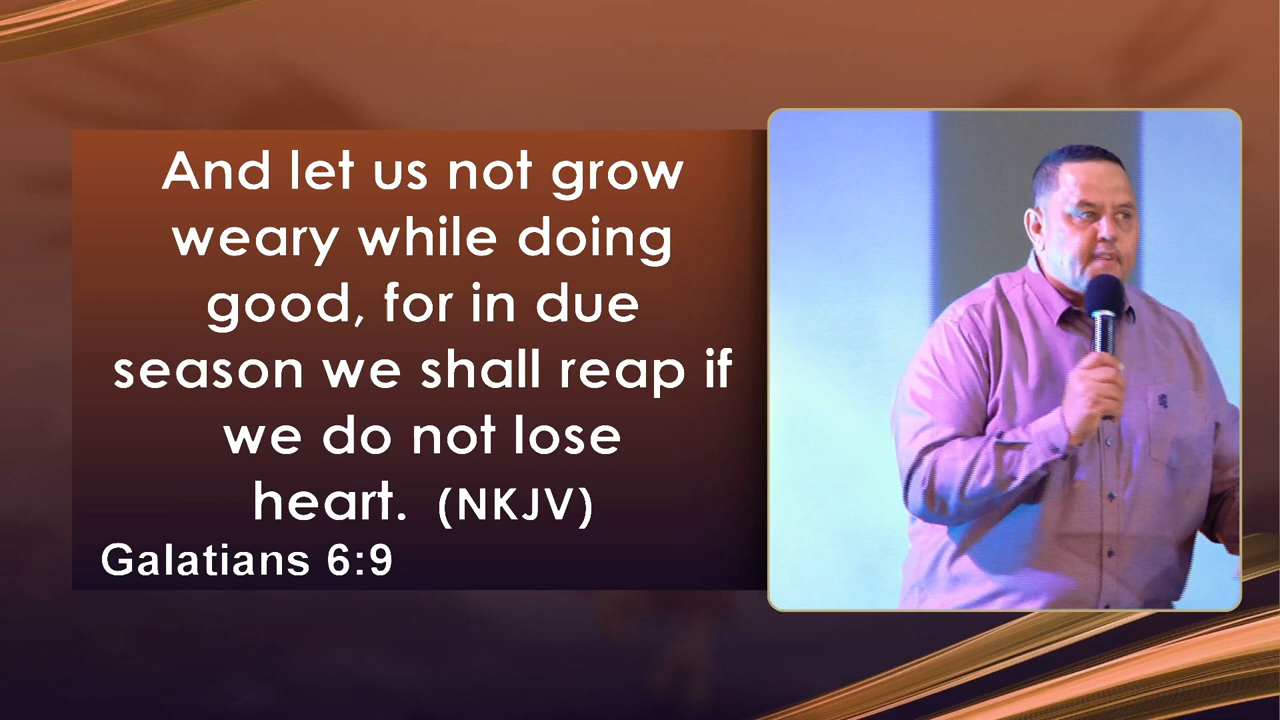 And let us not grow
weary while doing
good, for in due
season we shall reap if
we do not lose
heart. (NKJV)
Galatians 6:9